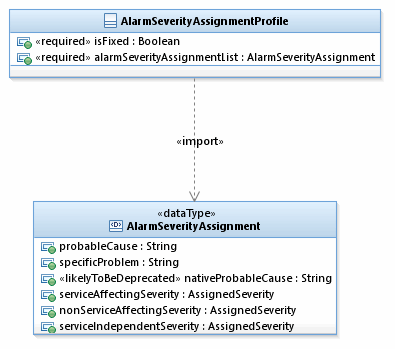 AlarmSeverityAssignmentProfile
«required» isFixed : Boolean
«required» alarmSeverityAssignmentList : AlarmSeverityAssignment
«import»
«dataType»
AlarmSeverityAssignment
probableCause : String
specificProblem : String
«likelyToBeDeprecated» nativeProbableCause : String
serviceAffectingSeverity : AssignedSeverity
nonServiceAffectingSeverity : AssignedSeverity
serviceIndependentSeverity : AssignedSeverity